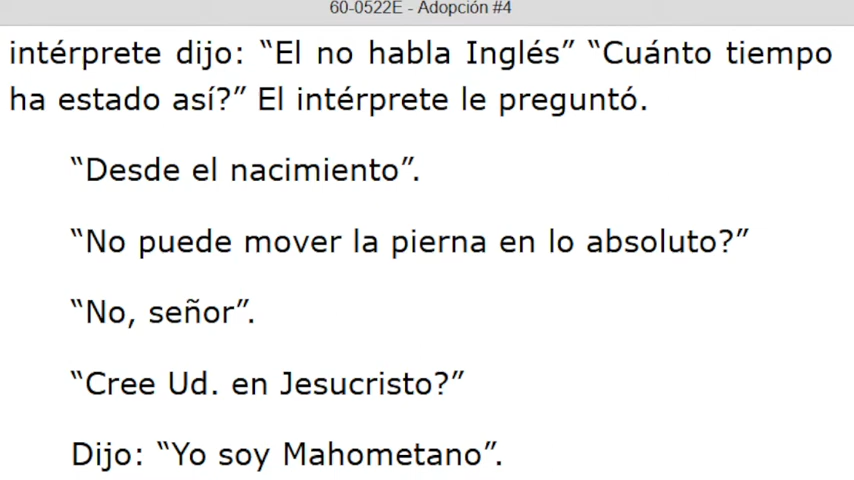 60-0522E - Adopción #4
intérprete dijo: “El no habla Inglés” “Cuánto tiempo
ha estado así?” El intérprete le preguntó.
“Desde el nacimiento”.
“No puede mover la pierna en lo absoluto?”
“No, señor”.
“Cree Ud. en Jesucristo?”
Dijo: “Yo soy Mahometano”.